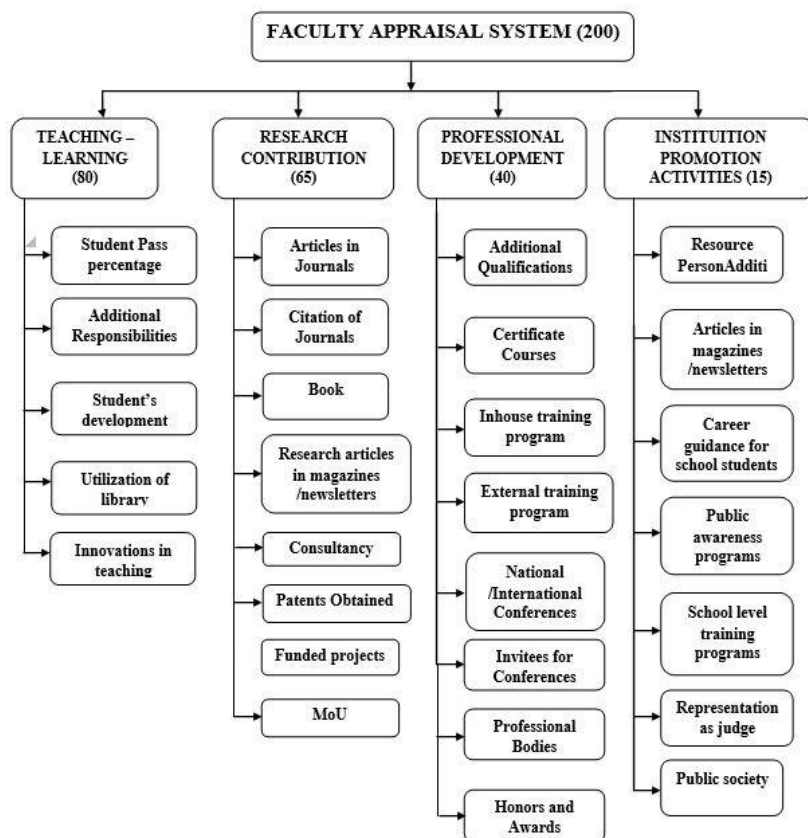 FACULTY APPRAISAL SYSTEM (200)
TEACHING –
LEARNING
(80)
Student Pass
percentage
Additional
Responsibilities
Student's
development
Utilization of
library
Innovations in
teaching
RESEARCH
CONTRIBUTION
(65)
Articles in
Journals
Citation of
Journals
Book
Research articles
in magazines
/newsletters
Consultancy
Patents Obtained
Funded projects
MoU
PROFESSIONAL
DEVELOPMENT
(40)
Additional
Qualifications
Certificate
Courses
Inhouse training
program
External training
program
National
/International
Conferences
Invitees for
Conferences
Professional
Bodies
Honors and
Awards
INSTITUITION
PROMOTION
ACTIVITIES (15)
Resource
PersonAdditi
Articles in
magazines
/newsletters
Career
guidance for
school students
Public
awareness
programs
School level
training
programs
Representation
as judge
Public society